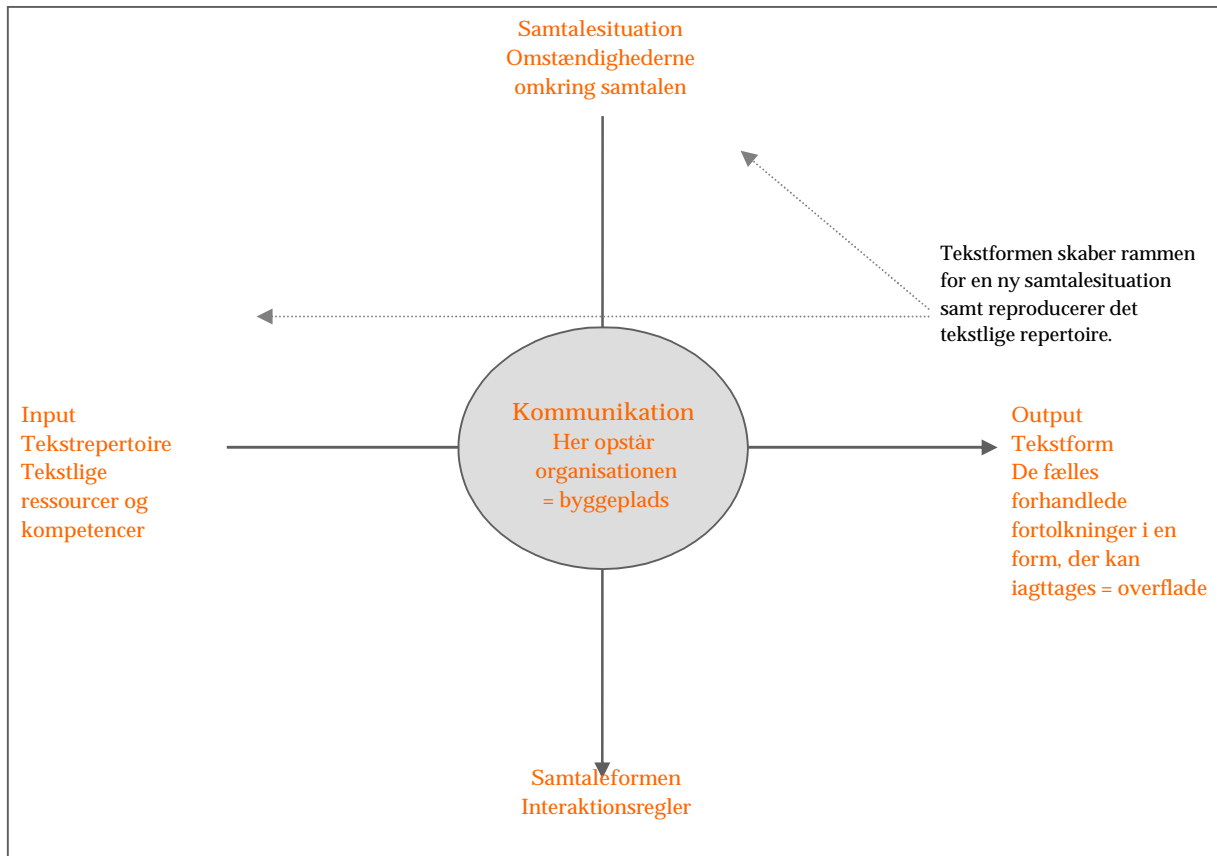 Samtalesituation
Omstændighederne
omkring samtalen
Tekstformen skaber rammen
for en ny samtalesituation
samt reproducerer det
tekstlige repertoire.
Input
Tekstrepertoire
Tekstlige
ressourcer og
kompetencer
Kommunikation
Her opstår
organisationen
= byggeplads
Output
Tekstform
De fælles
forhandlede
fortolkninger i en
form, der kan
iagttages = overflade
Samtaleformen
Interaktionsregler